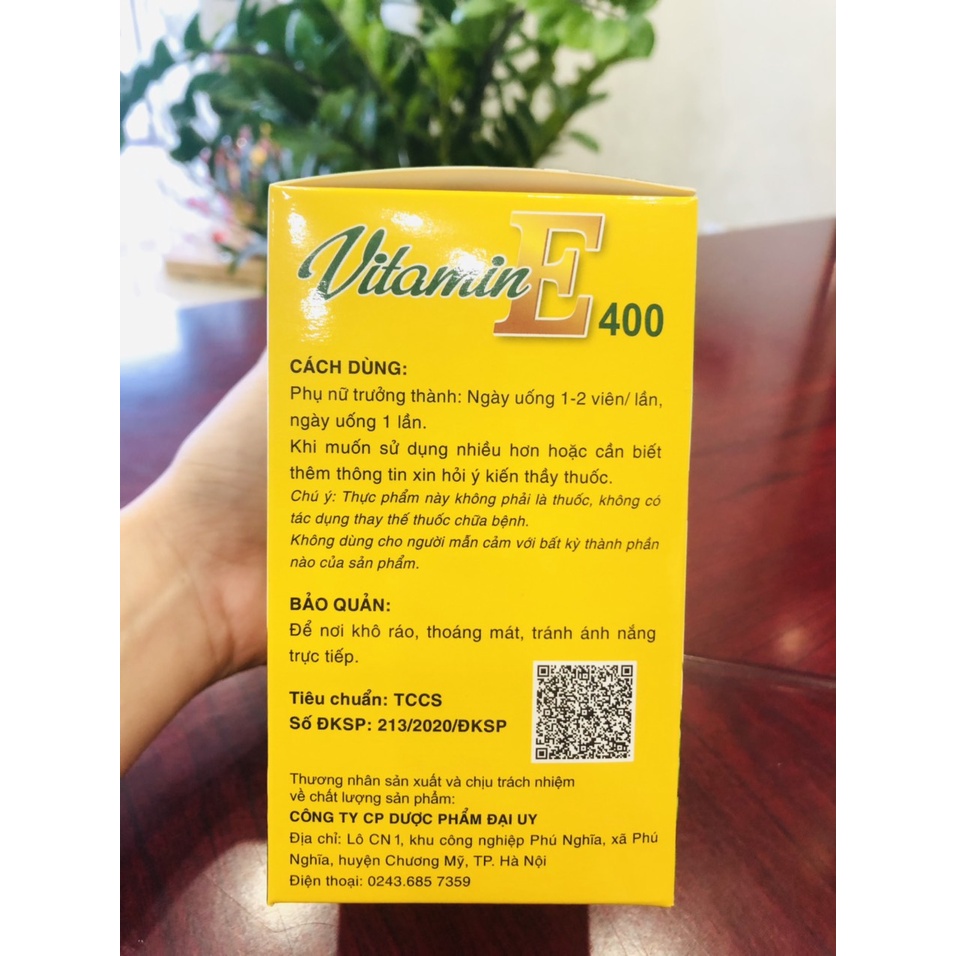 Vitamin E 400
CÁCH DÙNG:
Phụ nữ trưởng thành: Ngày uống 1-2 viên/ lần,
ngày uống 1 lần.
Khi muốn sử dụng nhiều hơn hoặc cần biết
thêm thông tin xin hỏi ý kiến thầy thuốc.
Chú ý: Thực phẩm này không phải là thuốc, không có
tác dụng thay thế thuốc chữa bệnh.
Không dùng cho người mẫn cảm với bất kỳ thành phần
nào của sản phẩm.
BẢO QUẢN:
Để nơi khô ráo, thoáng mát, tránh ánh nắng
trực tiếp.
Tiêu chuẩn: TCCS
Số ĐKSP: 213/2020/ĐKSP
Thương nhân sản xuất và chịu trách nhiệm
về chất lượng sản phẩm:
CÔNG TY CP DƯỢC PHẨM ĐẠI UY
Địa chỉ: Lô CN1, khu công nghiệp Phú Nghĩa, xã Phú
Nghĩa, huyện Chương Mỹ, TP. Hà Nội
Điện thoại: 0243.685 7359